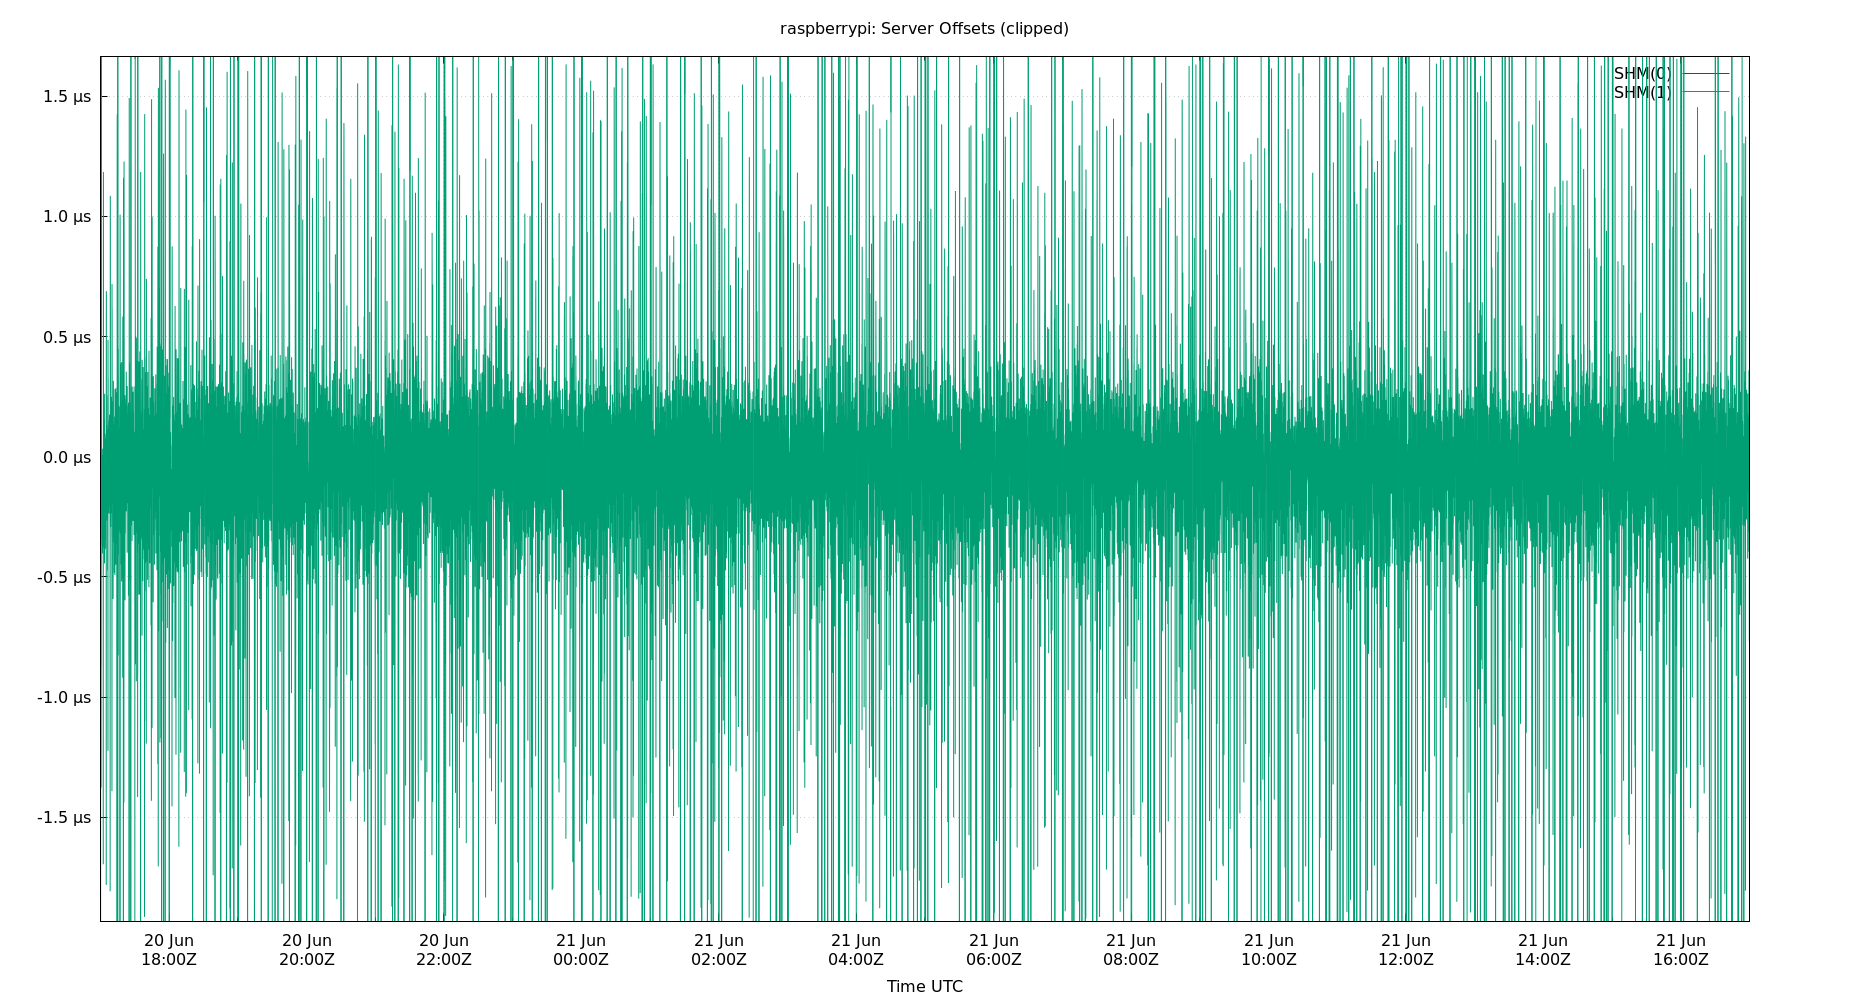 raspberrypi: Server Offsets (clipped)
SHM(0)
SHM(1)
1.5 µs
1.0 µs
0.5 µs
0.0 µs
-0.5 µs
-1.0 µs
-1.5 µs
20 Jun 20 Jun 20 Jun 21 Jun 21 Jun 21 Jun 21 Jun 21 Jun 21 Jun 21 Jun 21 Jun 21 Jun
18:00Z 20:00Z 22:00Z 00:00Z 02:00Z 04:00Z 06:00Z 08:00Z 10:00Z 12:00Z 14:00Z 16:00Z
Time UTC